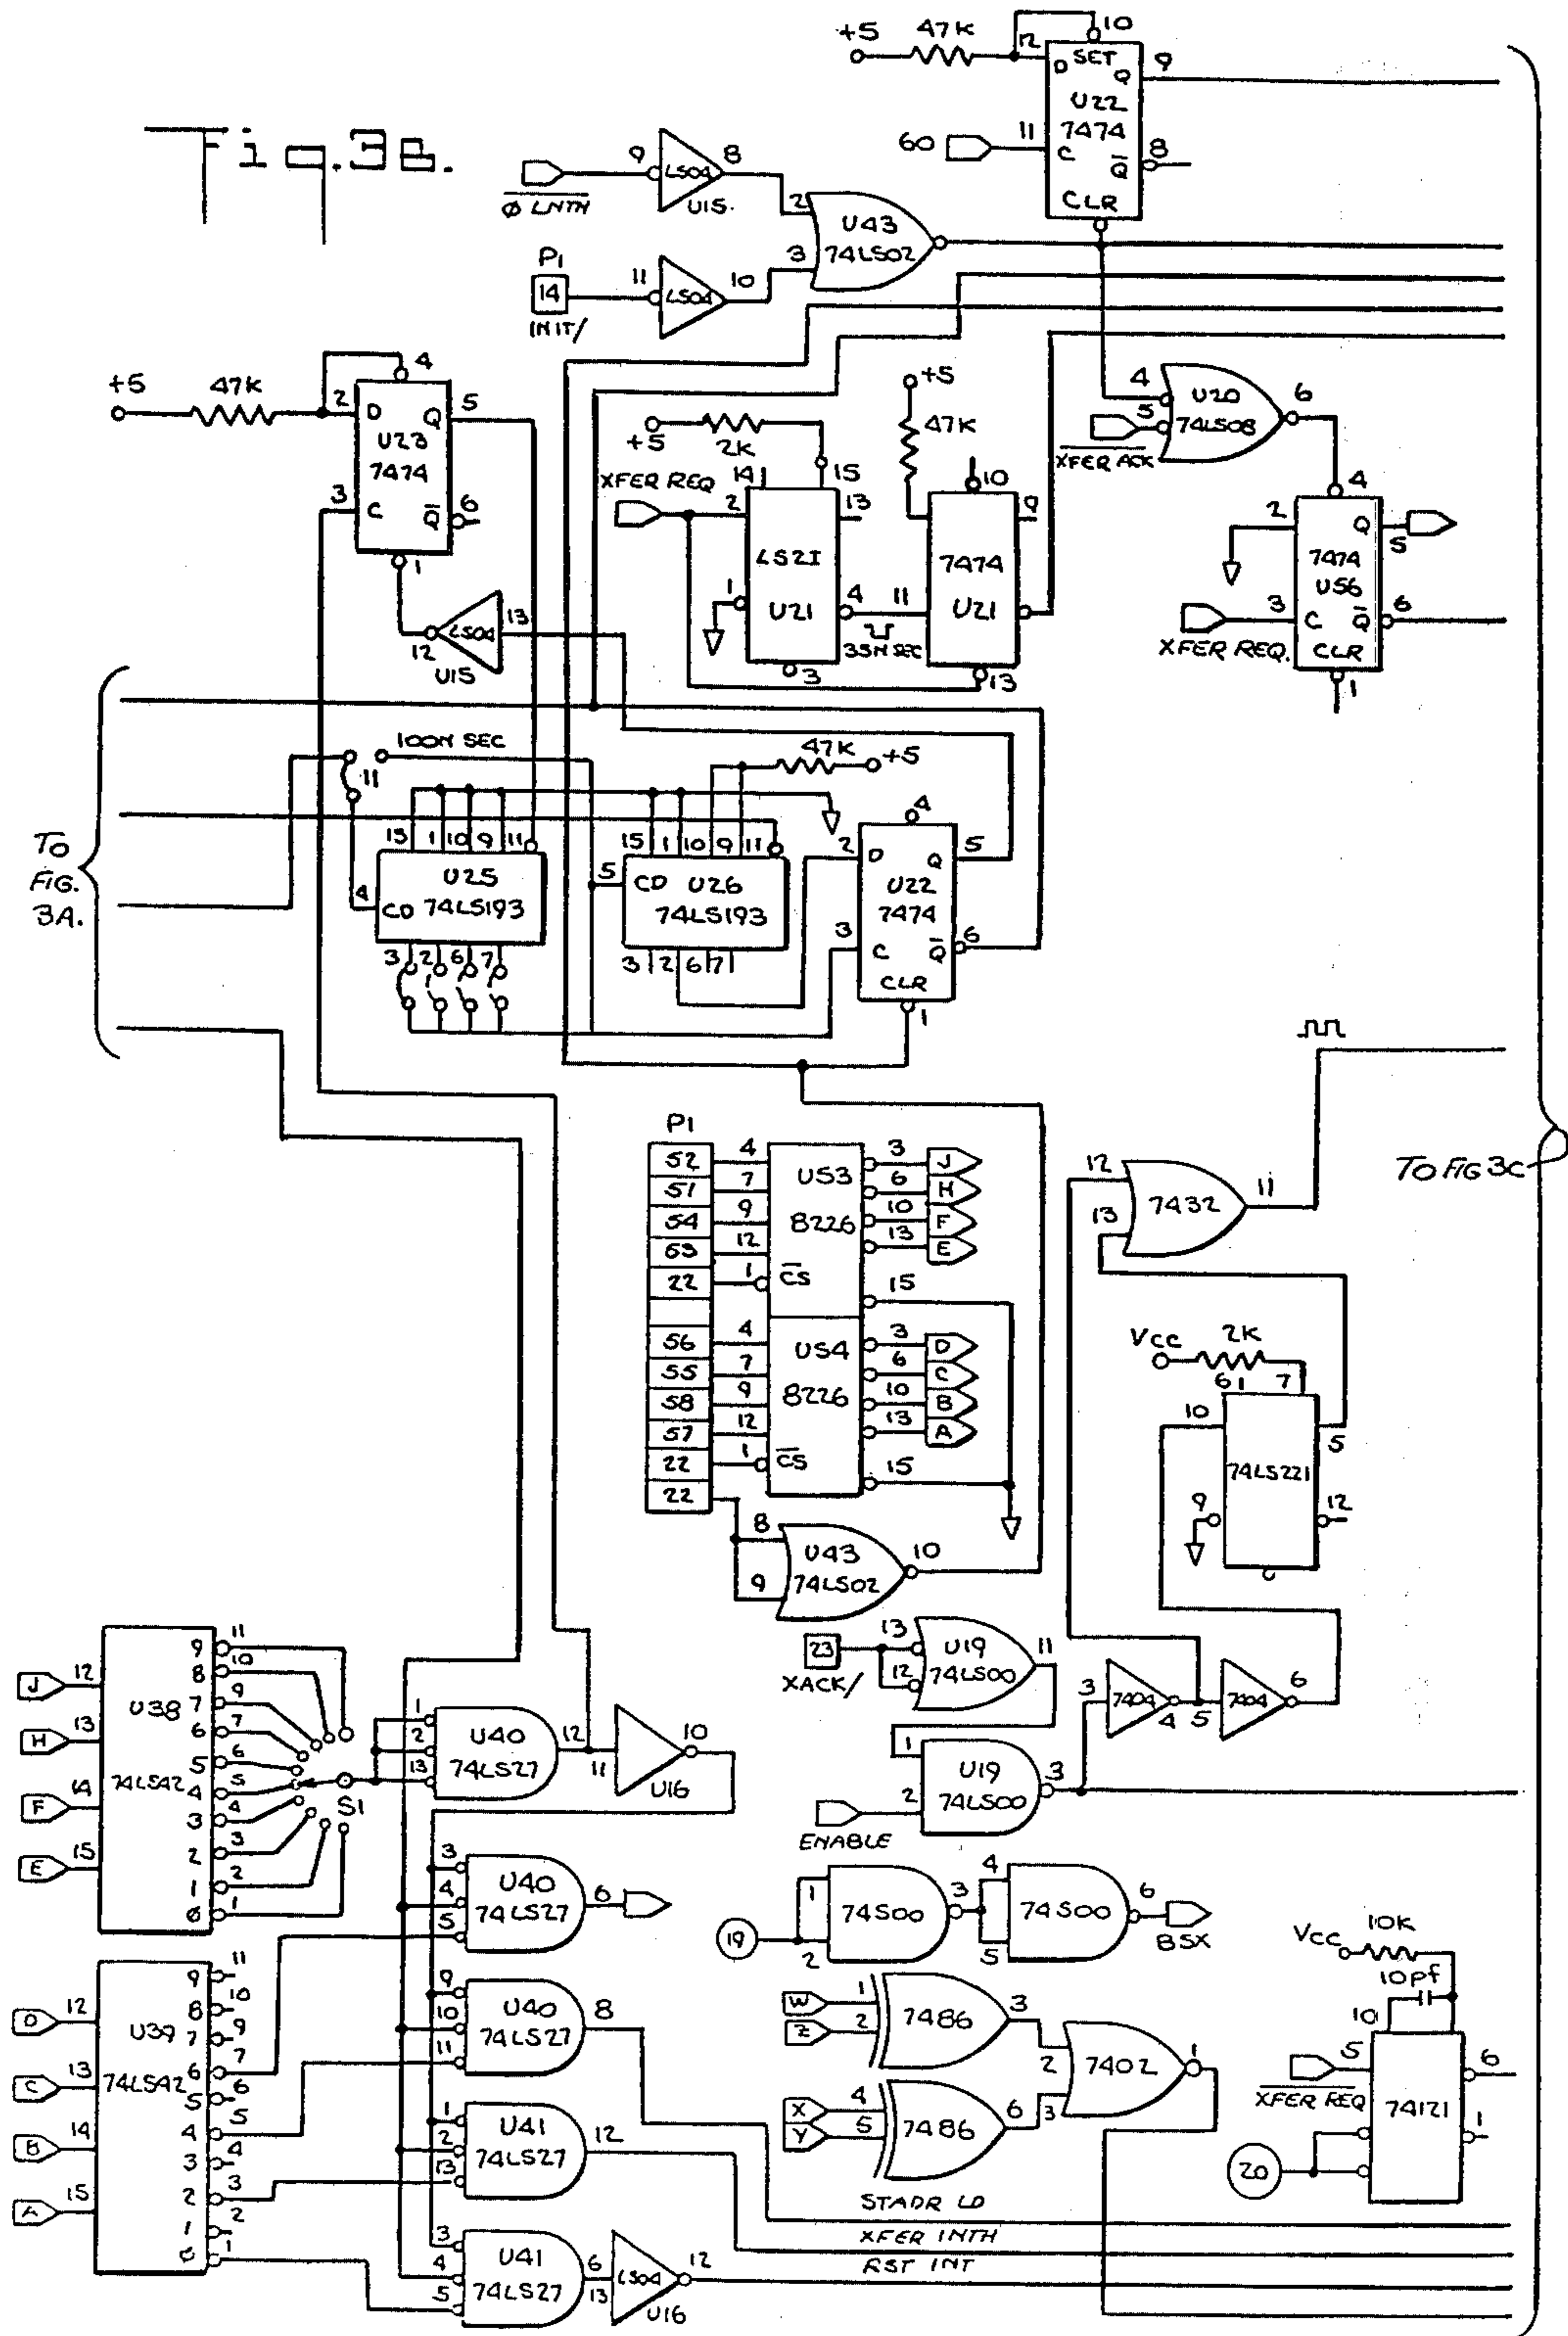 Fig. 3B.
+5 47K 12 10
D SET Q 9
U22
7474
60 11 C Q 8
CLR
9 LS04 8
U15.
Ø LNTH
2
3 U43
74LS02
P1
14
INIT/
11 LS04 10
+5 47K 2 4
D Q 5
U23
7474
3 C Q 6
1
LS04 13
12
U15
+5 2K
14 15
XFER REQ
2 13
LS21
1 4
U21
3
35N SEC
+5
47K
10
9
7474
11 U21
13
4
5 U20 6
74LS08
XFER ACK
4
2 Q 5
7474
U56
3 C Q 6
XFER REQ.
CLR
1
TO
FIG.
3A.
100N SEC
11
15 1 10 9 11
U25
4 CD 74LS193
3 2 6 7
47K +5
15 1 10 9 11
5 CD U26
74LS193
3 2 6 7
4
2 D Q 5
U22
7474
3 C Q 6
CLR
1
P1
52 4 U53 3 J
51 7 6 H
54 9 8226 10 F
53 12 13 E
22 1 CS
15
56 4 U54 3 D
55 7 6 C
58 9 8226 10 B
57 12 13 A
22 1 CS
15
22
8 U43 10
9 74LS02
12
7432 11
13
TO FIG 3C
VCC 2K
6 1 7
10
5
74LS221
9 12
23 13 U19 11
12 74LS00
XACK/
1
U19 3
2 74LS00
ENABLE
3 7404 4 5 7404 6
J 12
H 13
F 14
E 15
U38
74LS42
9 11
8 10
7 9
6 7
5 6
4 5
3 4
2 3
1 2
0 1
S1
1
2 U40 12
13 74LS27
11 10
U16
3
4 U40 6
5 74LS27
D 12
C 13
B 14
A 15
U39
74LS42
9 11
8 10
7 9
6 7
5 6
4 5
3 4
2 3
1 2
0 1
9
10 U40 8
11 74LS27
1
2 U41 12
13 74LS27
3
4 U41 6
5 74LS27
13 LS04 12
U16
19
1 3
2 74S00
4 6
5 74S00
BSX
W 1
Z 2
7486 3
X 4
Y 5
7486 6
2 7402 1
3
VCC 10K
10pf
10
5 6
XFER REQ
74121
1
20
STADR LD
XFER INTH
RST INT